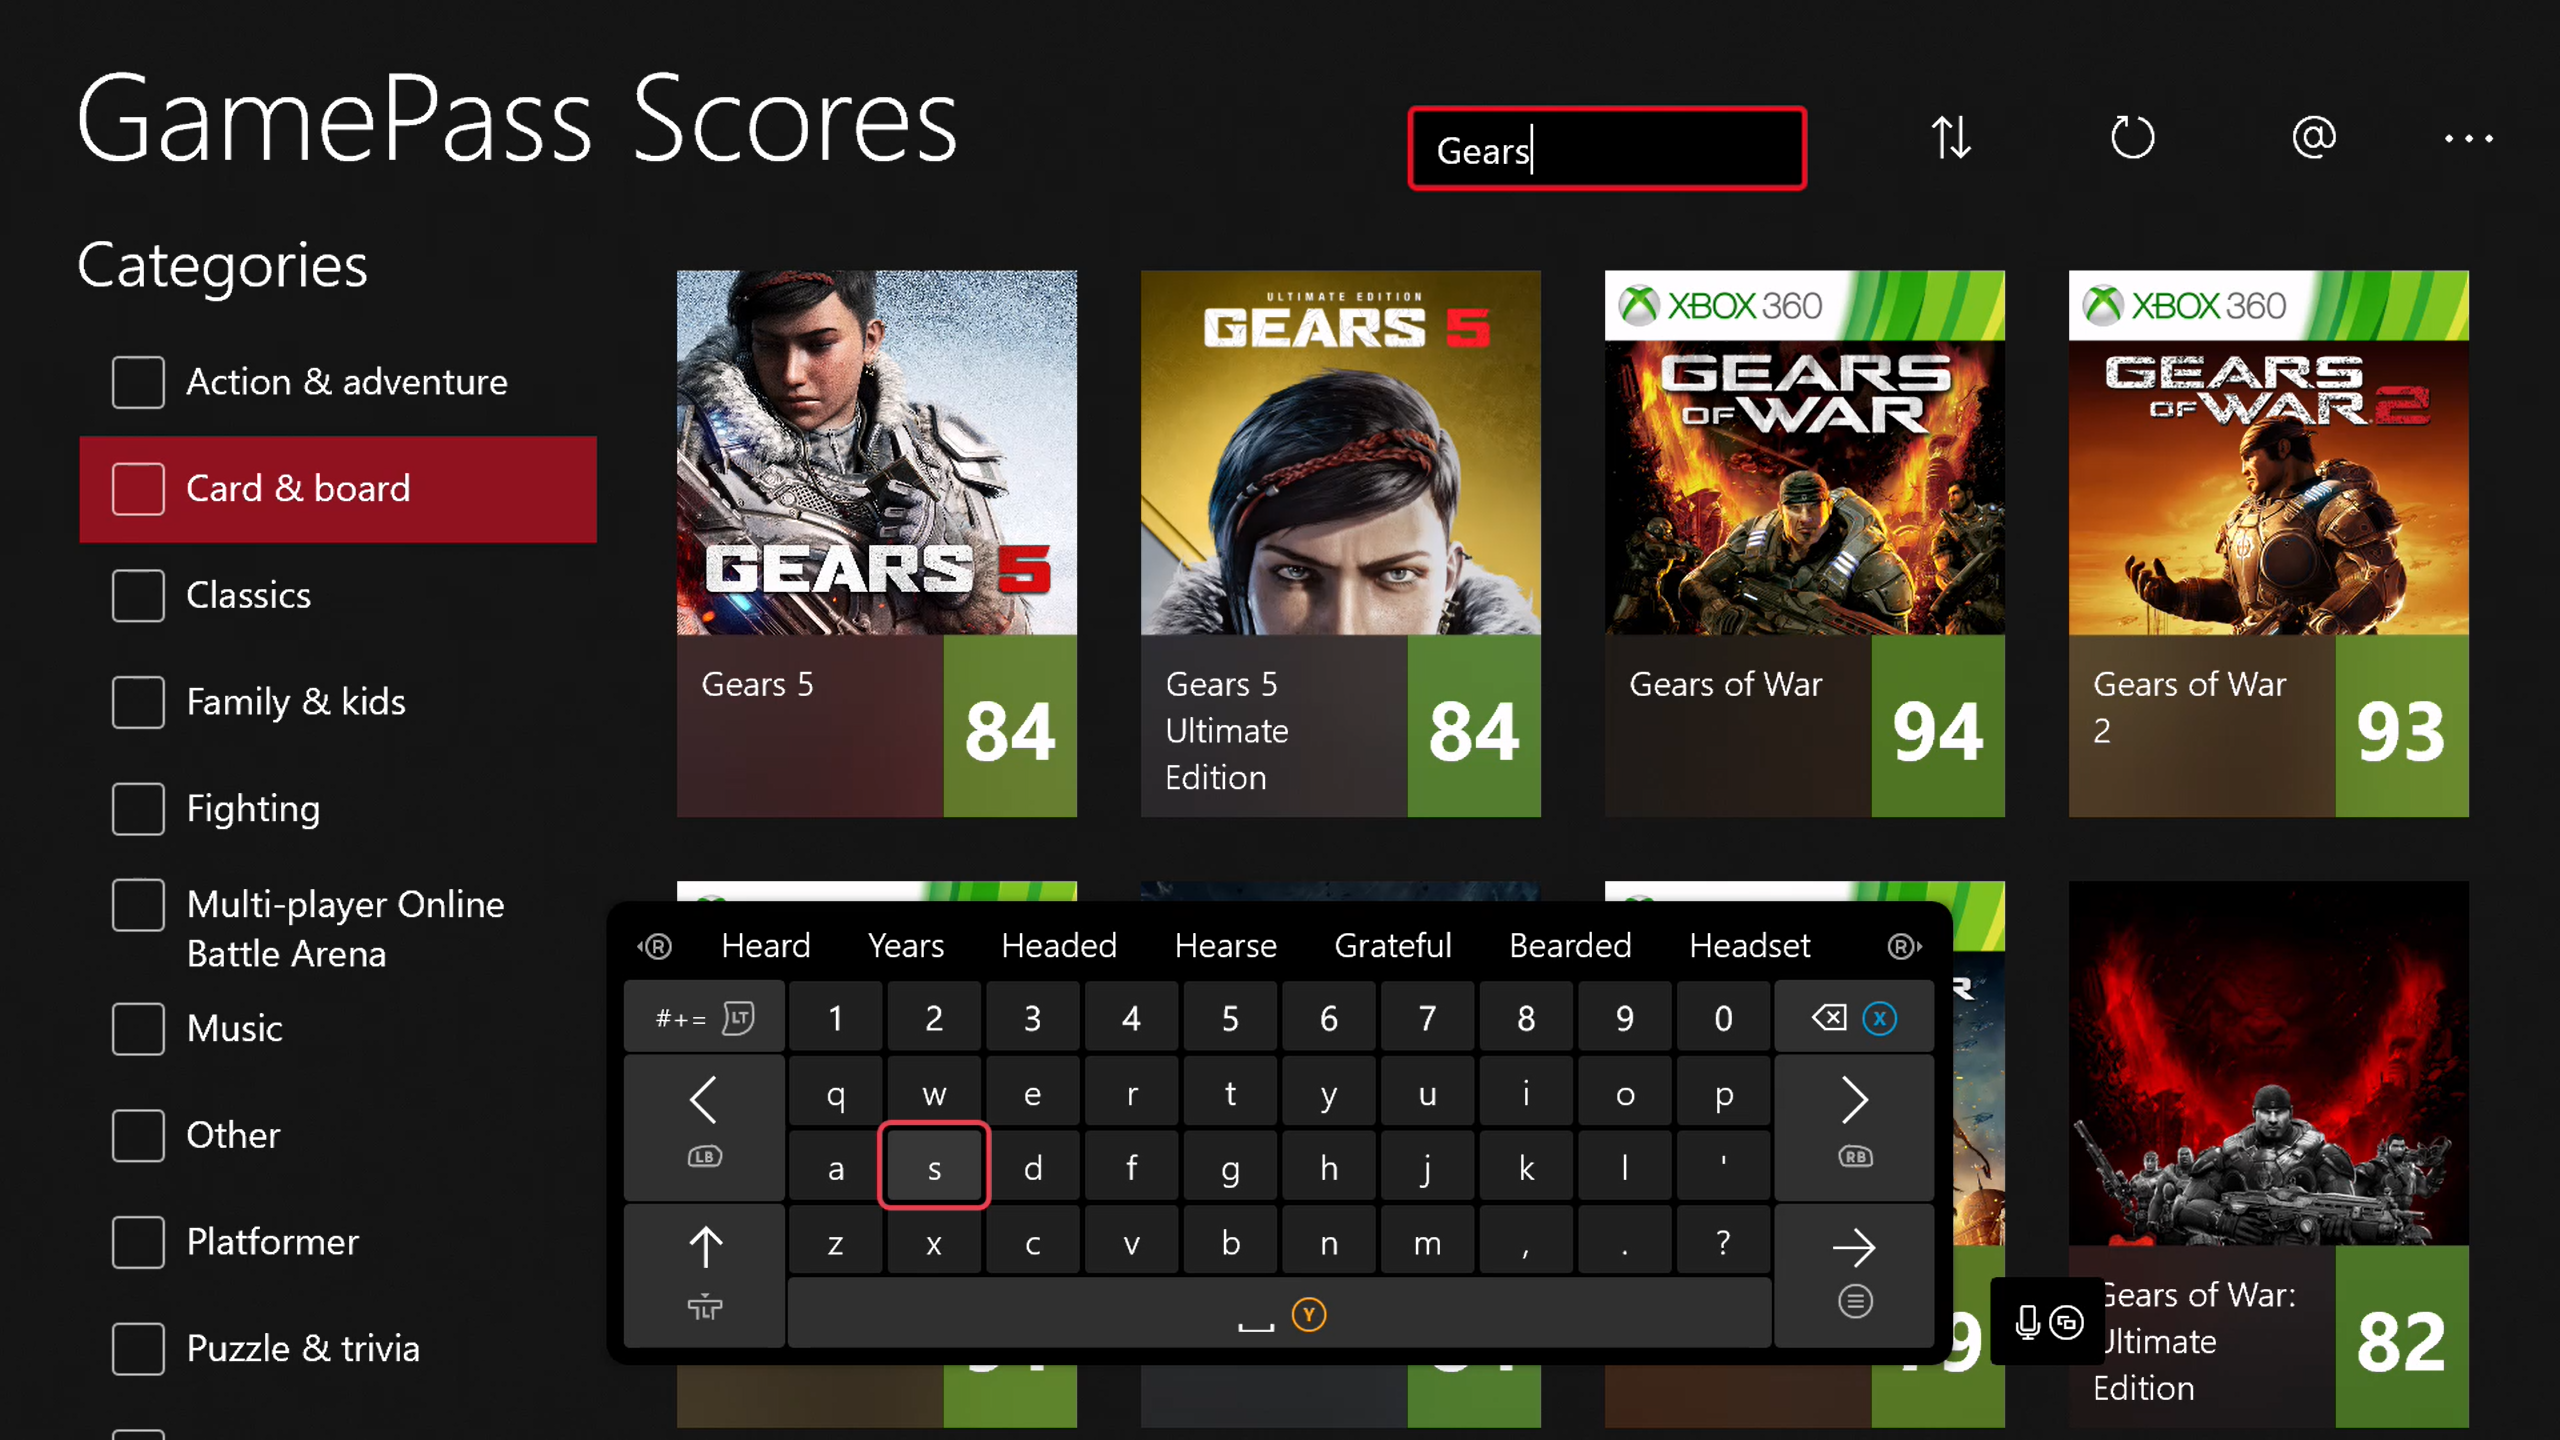 GamePass Scores
Gears
@
Categories
Action & adventure
Card & board
Classics
Family & kids
Fighting
Multi-player Online
Battle Arena
Music
Other
Platformer
Puzzle & trivia
GEARS 5
Gears 5
84
ULTIMATE EDITION
GEARS 5
Gears 5
Ultimate
Edition
84
XBOX 360
GEARS
OF WAR
Gears of War
94
XBOX 360
GEARS
OF WAR 2
Gears of War
2
93
R Heard Years Headed Hearse Grateful Bearded Headset R
#+= LT 1 2 3 4 5 6 7 8 9 0 X
q w e r t y u i o p
LB a s d f g h j k l ' RB
z x c v b n m , . ?
Y
Gears of War:
Ultimate
Edition
82